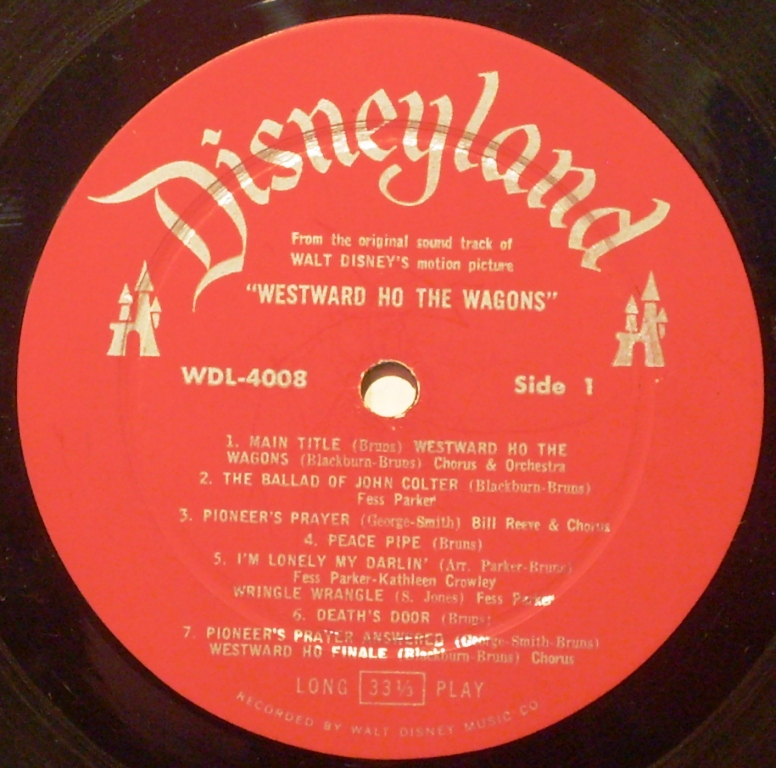 Disneyland
From the original sound track of
WALT DISNEY'S motion picture
"WESTWARD HO THE WAGONS"
WDL-4008 Side 1
1. MAIN TITLE (Bruns) WESTWARD HO THE
WAGONS (Blackburn-Bruns) Chorus & Orchestra
2. THE BALLAD OF JOHN COLTER (Blackburn-Bruns)
Fess Parker
3. PIONEER'S PRAYER (George-Smith) Bill Reeve & Chorus
4. PEACE PIPE (Bruns)
5. I'M LONELY MY DARLIN' (Arr. Parker-Bruns)
Fess Parker-Kathleen Crowley
WRINGLE WRANGLE (S. Jones) Fess Parker
6. DEATH'S DOOR (Bruns)
7. PIONEER'S PRAYER ANSWERED (George-Smith-Bruns)
WESTWARD HO FINALE (Blackburn-Bruns) Chorus
LONG 33⅓ PLAY
RECORDED BY WALT DISNEY MUSIC CO